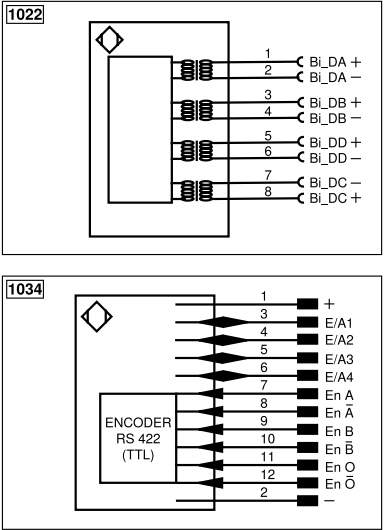 1022
1 Bi_DA +
2 Bi_DA −
3 Bi_DB +
4 Bi_DB −
5 Bi_DD +
6 Bi_DD −
7 Bi_DC −
8 Bi_DC +
1034
1 +
3 E/A1
4 E/A2
5 E/A3
6 E/A4
7 En A
8 En A̅
9 En B
10 En B̅
11 En O
12 En O̅
2 −
ENCODER
RS 422
(TTL)